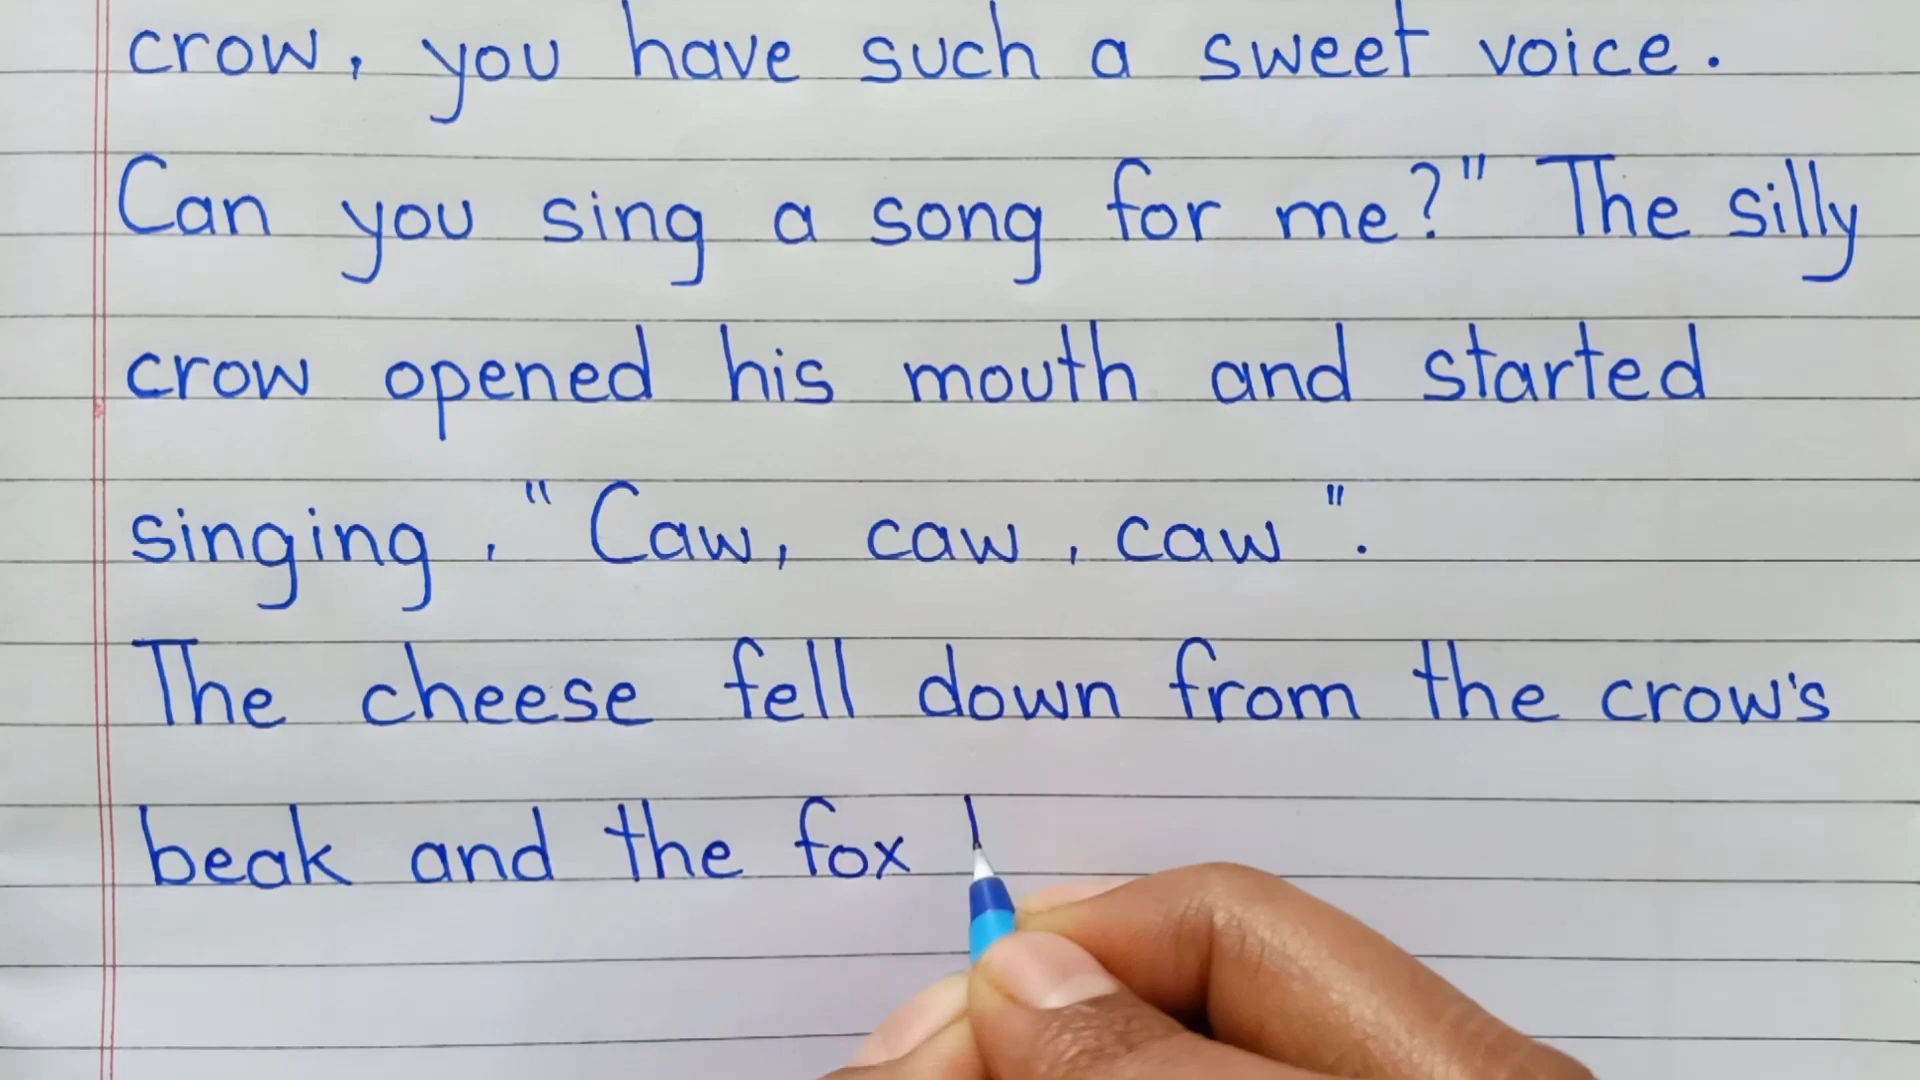 crow, you have such a sweet voice.
Can you sing a song for me?" The silly
crow opened his mouth and started
singing, "Caw, caw, caw".
The cheese fell down from the crow's
beak and the fox